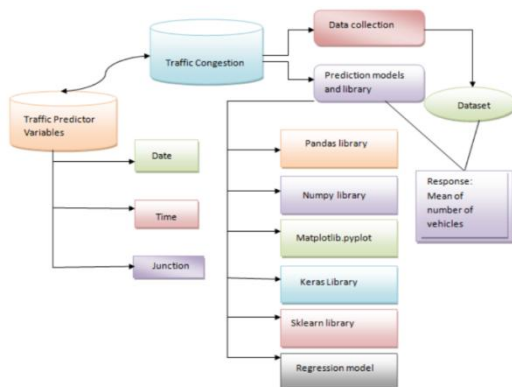 Data collection
Traffic Congestion
Prediction models
and library
Traffic Predictor
Variables
Dataset
Date
Time
Junction
Pandas library
Numpy library
Matplotlib.pyplot
Keras Library
Sklearn library
Regression model
Response:
Mean of
number of
vehicles